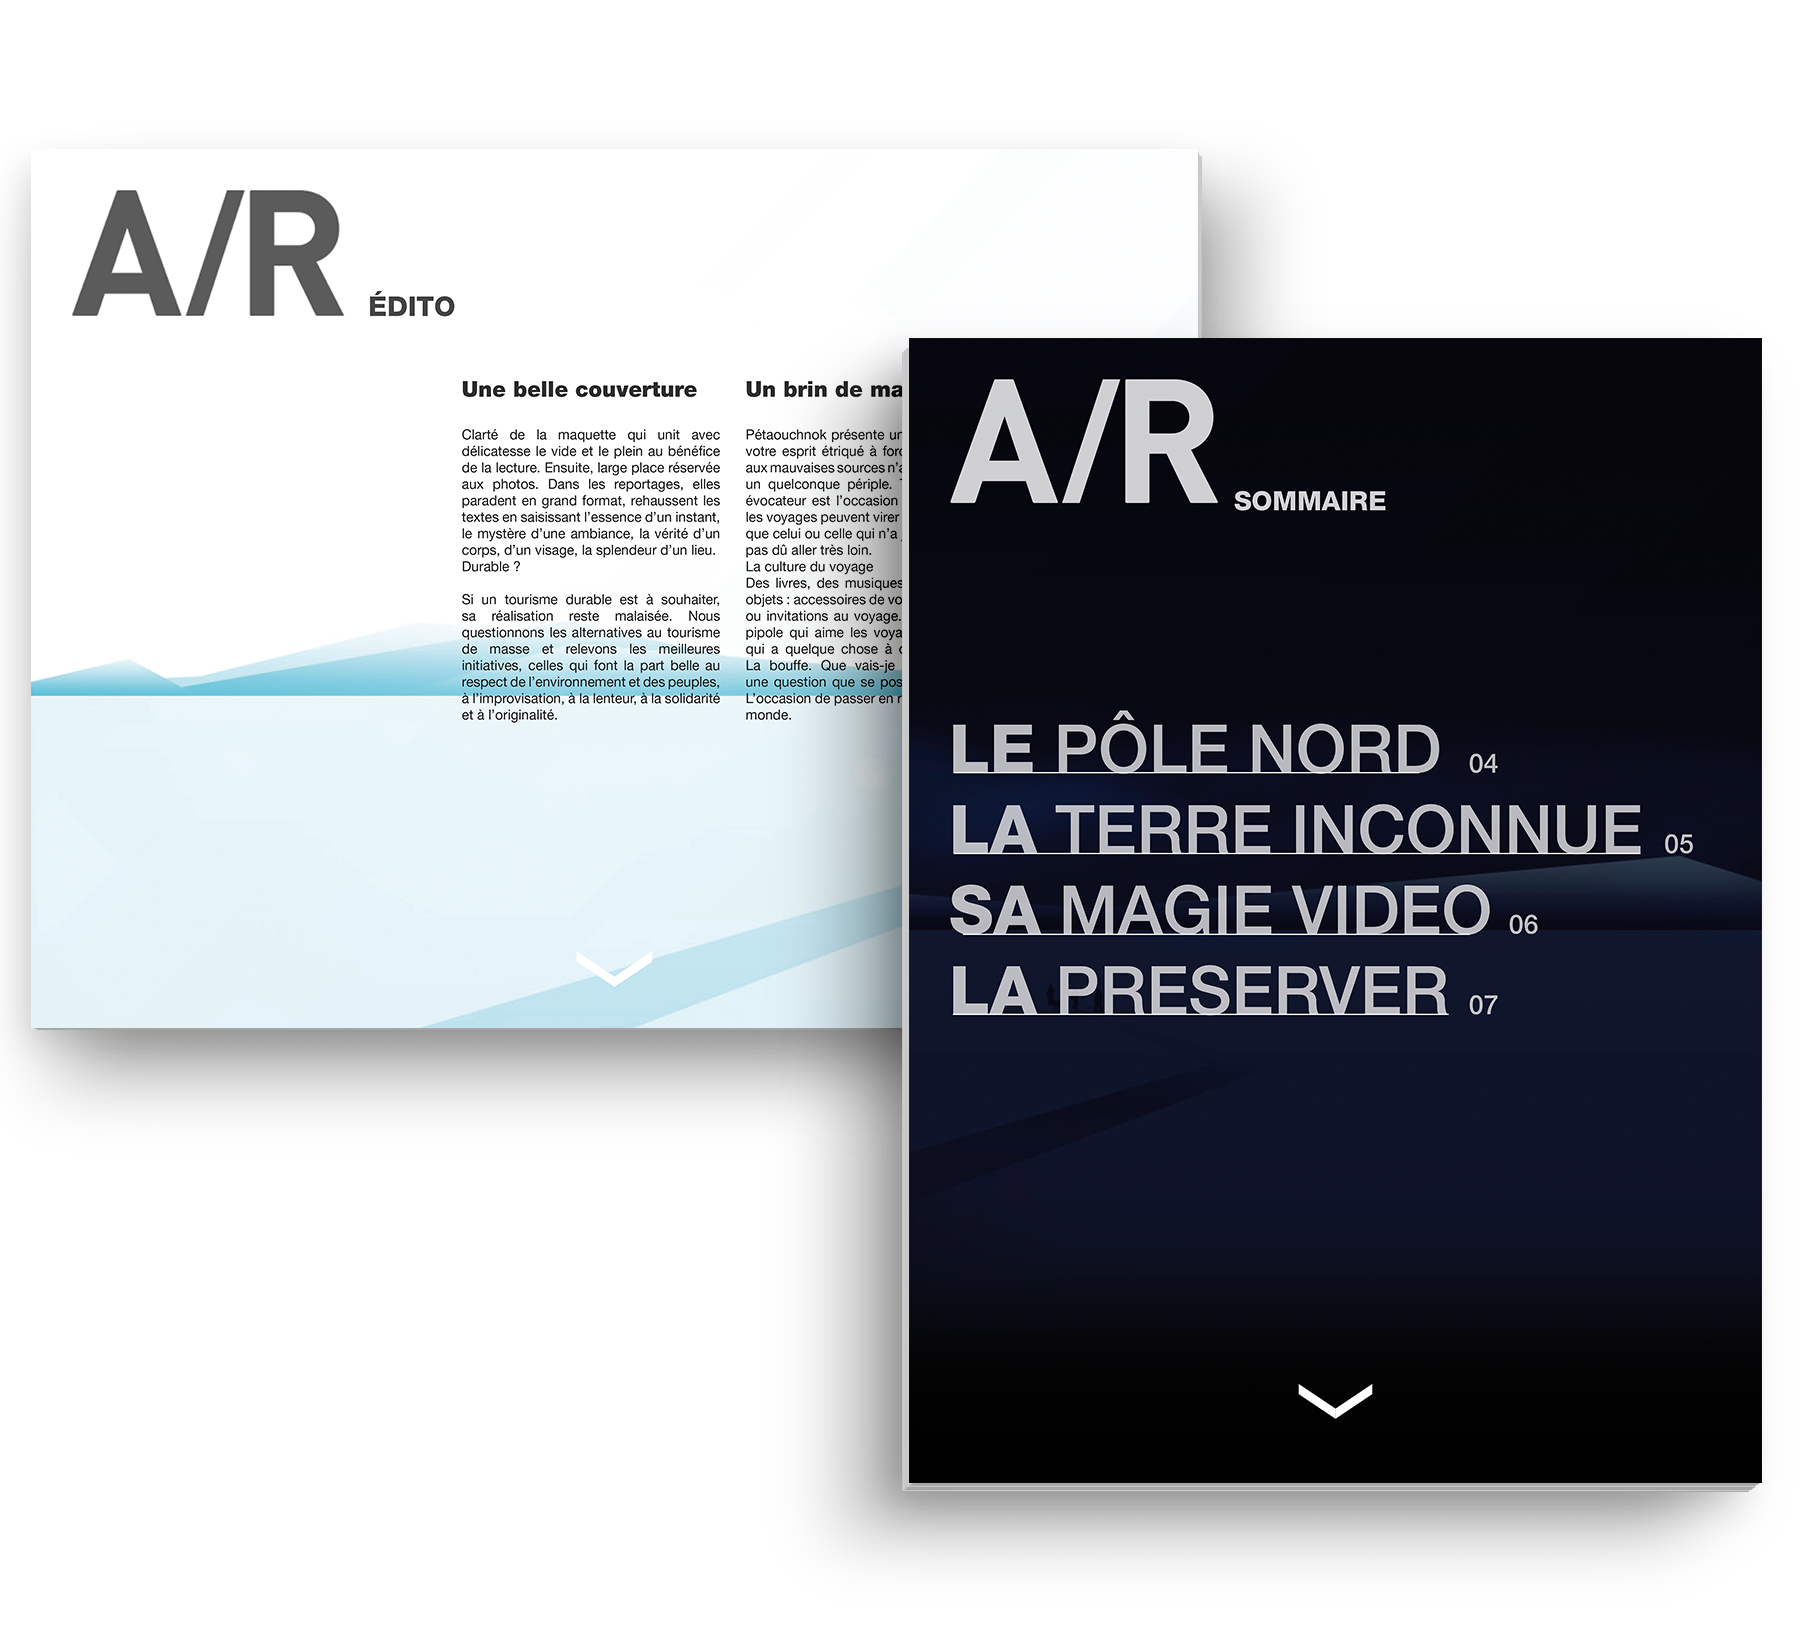 A/R ÉDITO
Une belle couverture
Clarté de la maquette qui unit avec
délicatesse le vide et le plein au bénéfice
de la lecture. Ensuite, large place réservée
aux photos. Dans les reportages, elles
paradent en grand format, rehaussent les
textes en saisissant l’essence d’un instant,
le mystère d’une ambiance, la vérité d’un
corps, d’un visage, la splendeur d’un lieu.
Durable ?
Si un tourisme durable est à souhaiter,
sa réalisation reste malaisée. Nous
questionnons les alternatives au tourisme
de masse et relevons les meilleures
initiatives, celles qui font la part belle au
respect de l’environnement et des peuples,
à l’improvisation, à la lenteur, à la solidarité
et à l’originalité.
Un brin de
Pétaouchnok présente
votre esprit étriqué à
aux mauvaises sources
un quelconque périple.
évocateur est l’occasion
les voyages peuvent virer
que celui ou celle qui n’a
pas dû aller très loin.
La culture du voyage
Des livres, des musiques
objets : accessoires de
ou invitations au voyage.
pipole qui aime les
qui a quelque chose à
La bouffe. Que vais-je
une question que se
L’occasion de passer en
monde.
A/R SOMMAIRE
LE PÔLE NORD 04
LA TERRE INCONNUE 05
SA MAGIE VIDEO 06
LA PRESERVER 07